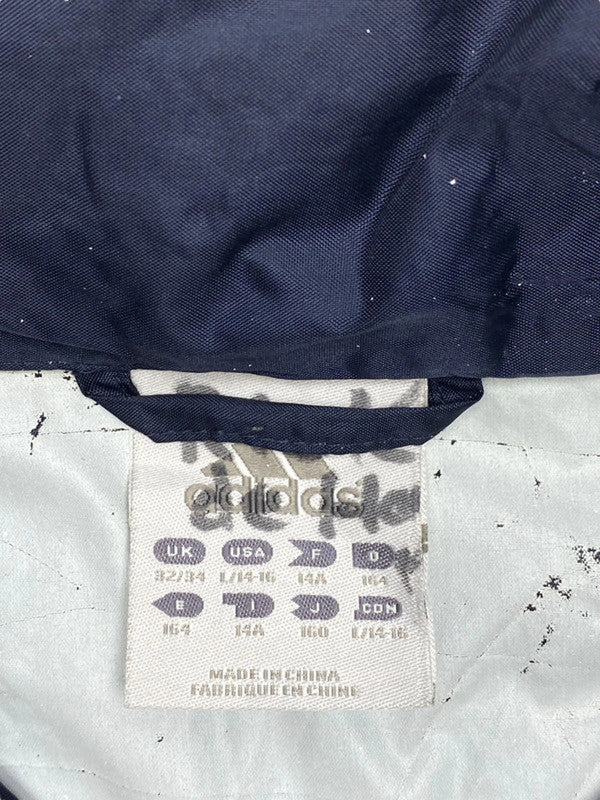 adidas
UK USA F D
32/34 L/14-16 14A 164
E I J CDN
164 14A 160 L/14-16
MADE IN CHINA
FABRIQUE EN CHINE